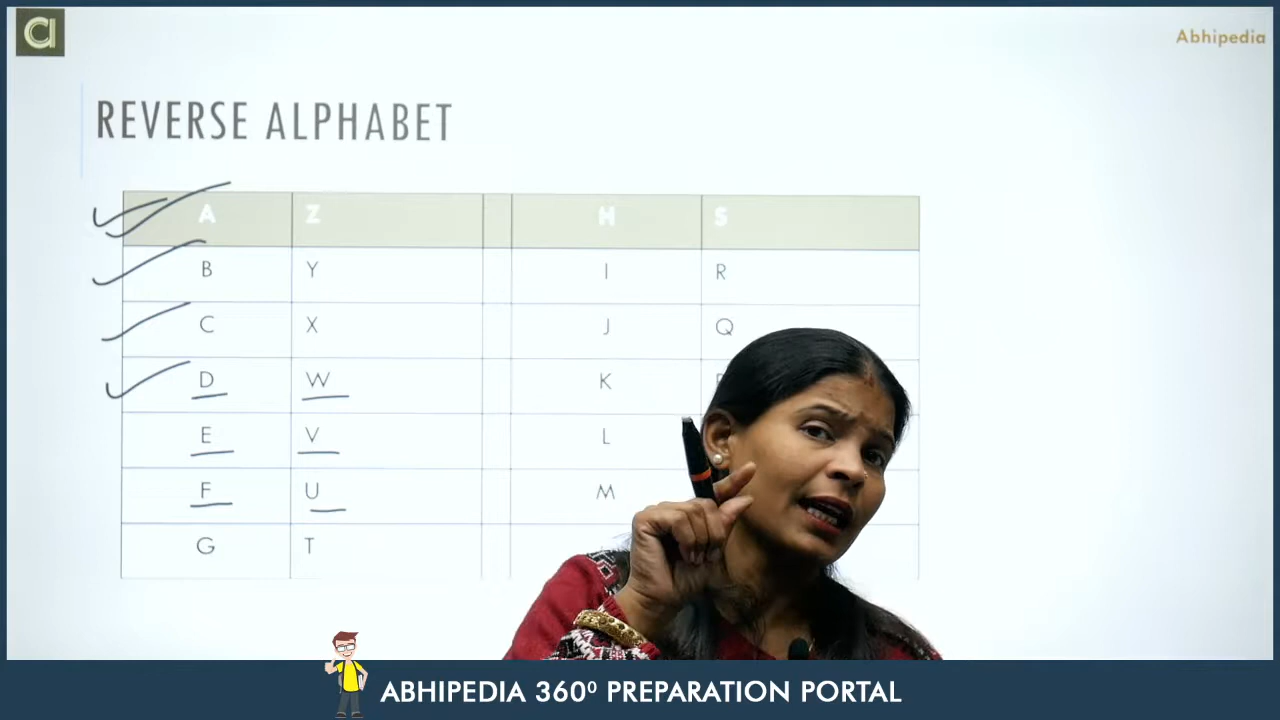 Abhipedia
REVERSE ALPHABET
A Z H S
B Y I R
C X J Q
D W K
E V L
F U M
G T
ABHIPEDIA 360⁰ PREPARATION PORTAL